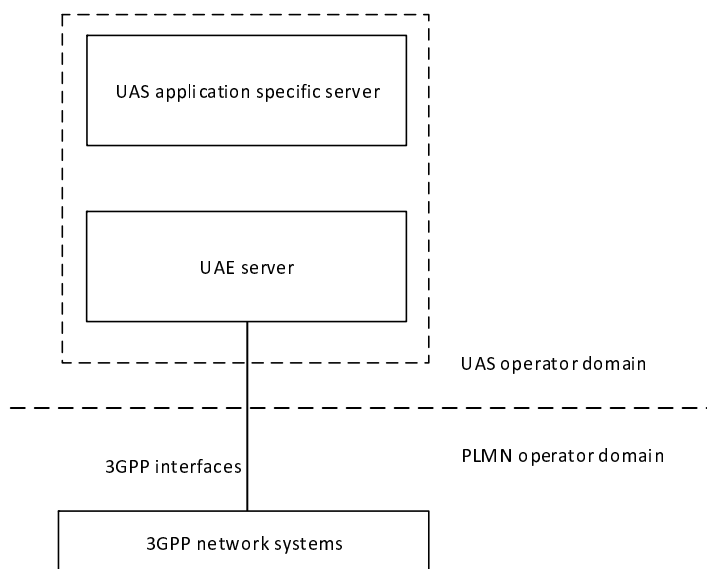 UAS application specific server
UAE server
UAS operator domain
PLMN operator domain
3GPP interfaces
3GPP network systems